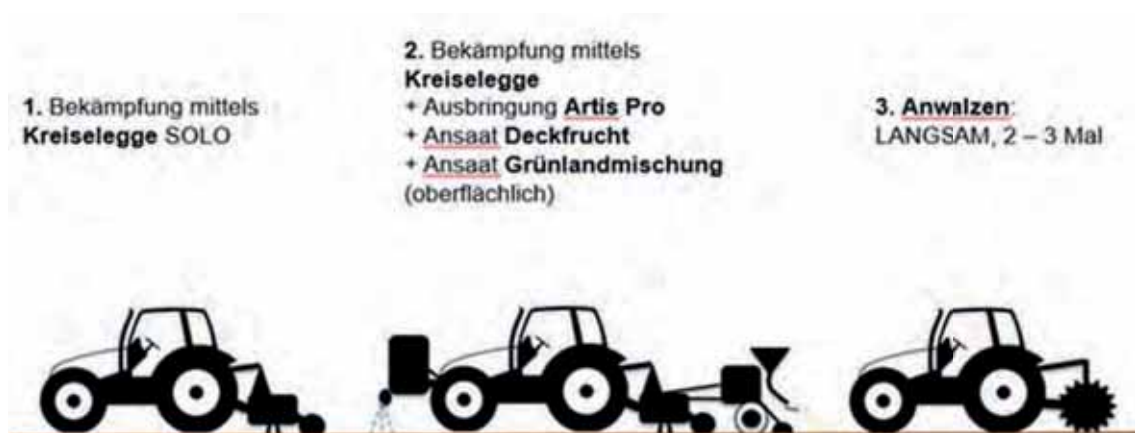 1. Bekämpfung mittels
Kreiselegge SOLO
2. Bekämpfung mittels
Kreiselegge
+ Ausbringung Artis Pro
+ Ansaat Deckfrucht
+ Ansaat Grünlandmischung
(oberflächlich)
3. Anwalzen:
LANGSAM, 2 – 3 Mal